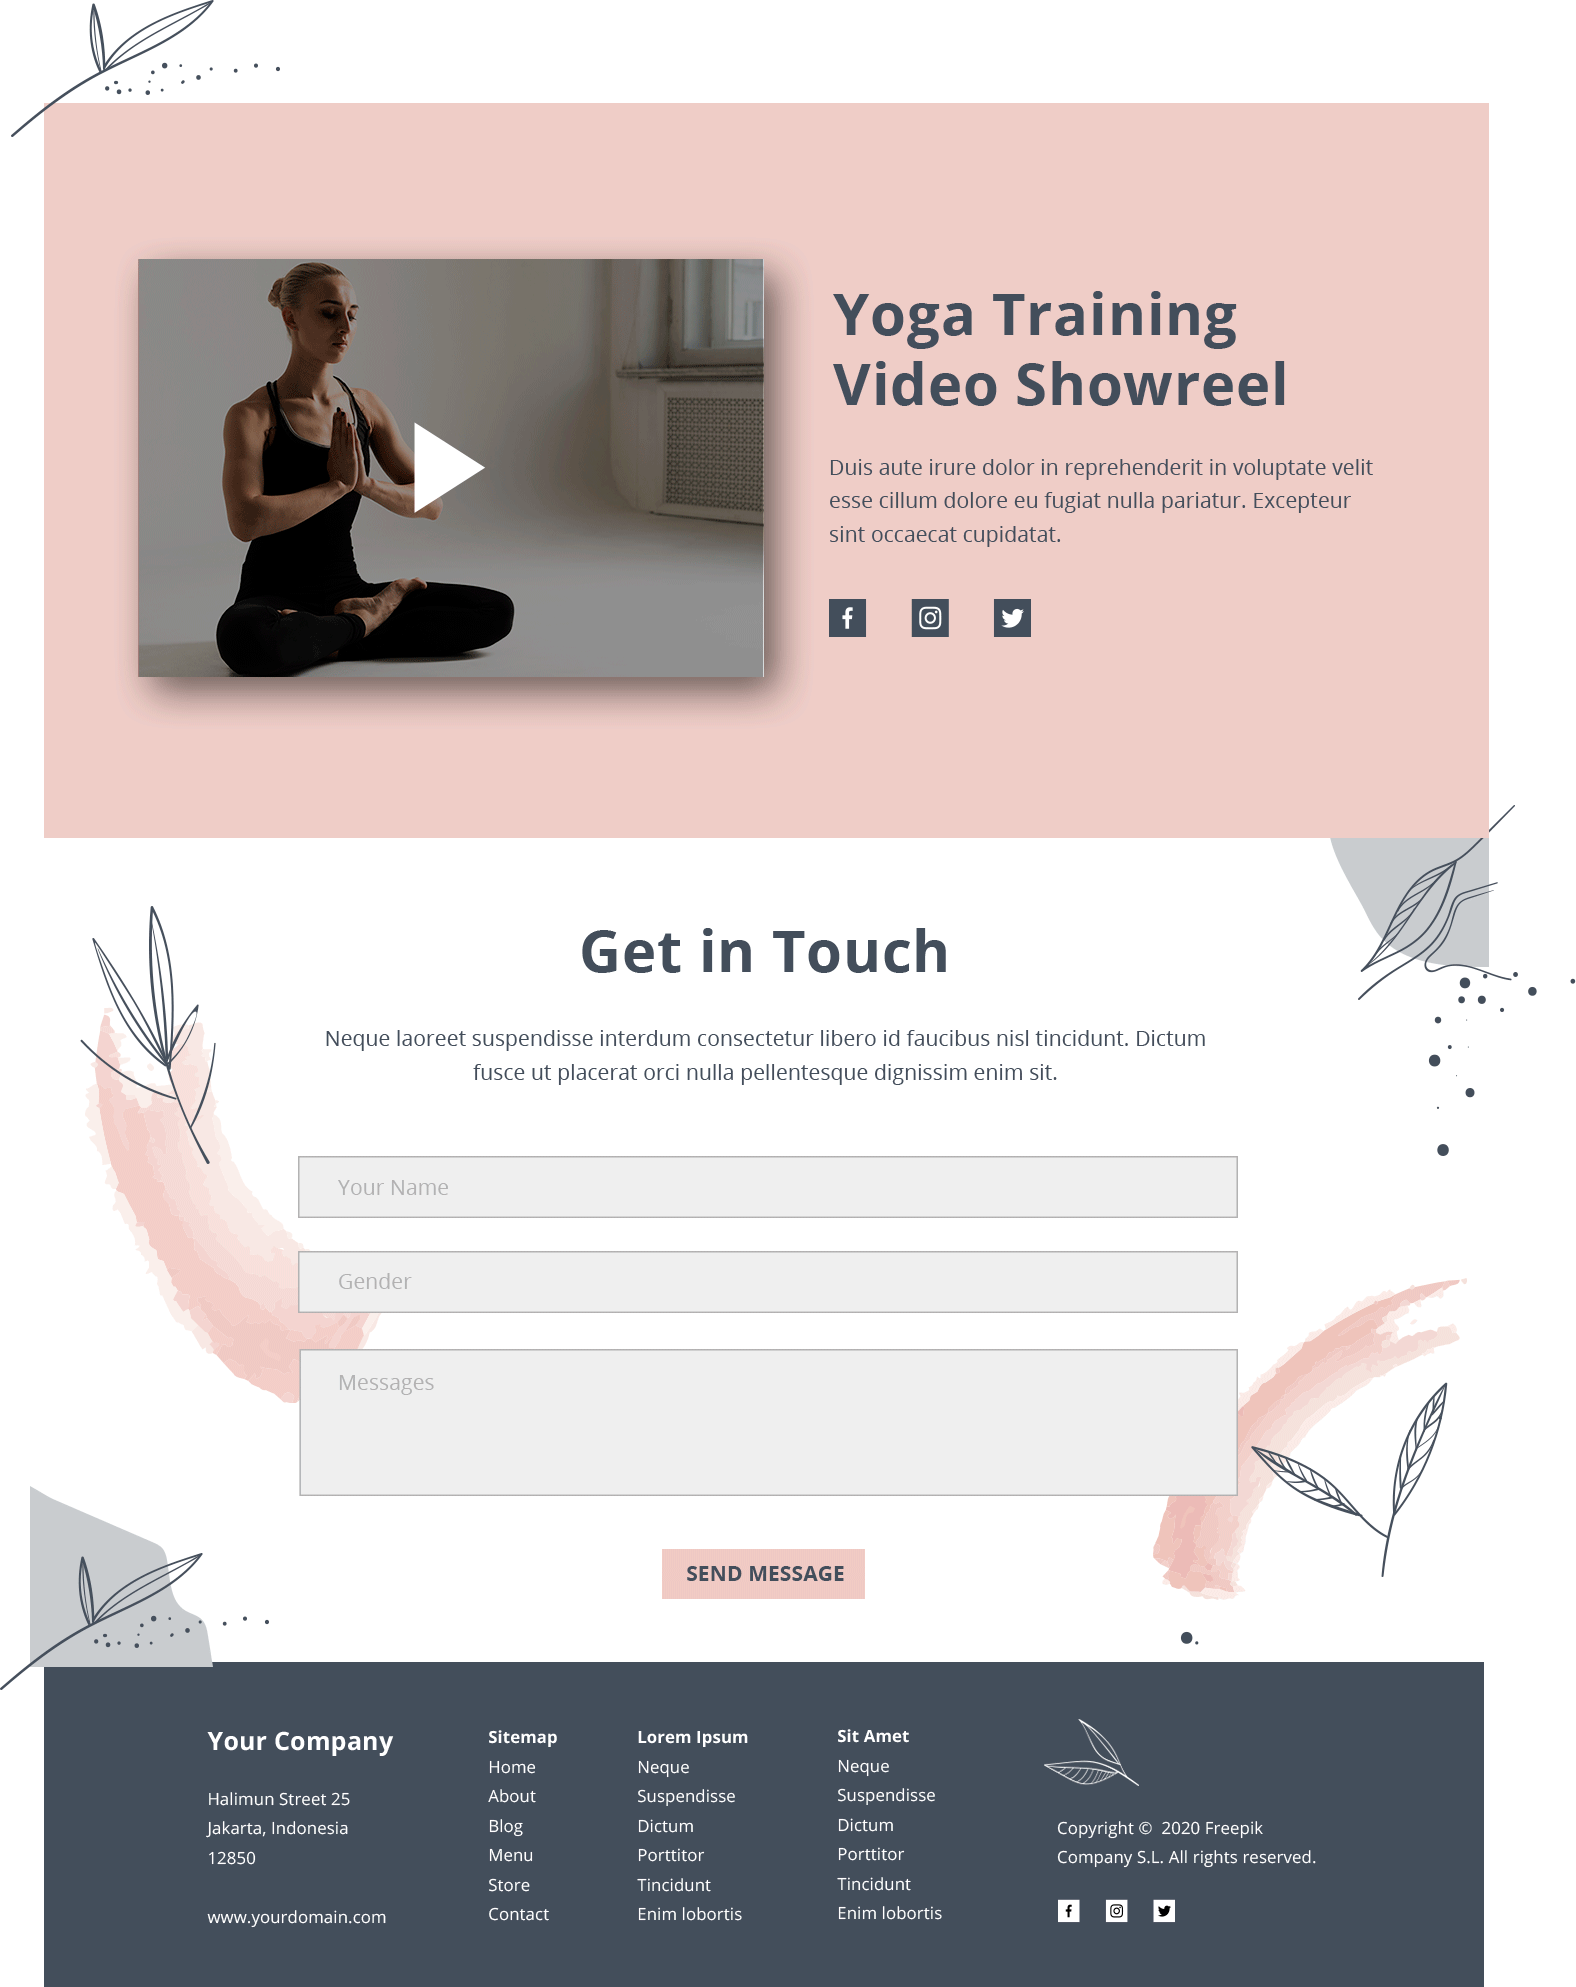 Yoga Training
Video Showreel
Duis aute irure dolor in reprehenderit in voluptate velit
esse cillum dolore eu fugiat nulla pariatur. Excepteur
sint occaecat cupidatat.
Get in Touch
Neque laoreet suspendisse interdum consectetur libero id faucibus nisl tincidunt. Dictum
fusce ut placerat orci nulla pellentesque dignissim enim sit.
Your Name
Gender
Messages
SEND MESSAGE
Your Company
Halimun Street 25
Jakarta, Indonesia
12850
www.yourdomain.com
Sitemap
Home
About
Blog
Menu
Store
Contact
Lorem Ipsum
Neque
Suspendisse
Dictum
Porttitor
Tincidunt
Enim lobortis
Sit Amet
Neque
Suspendisse
Dictum
Porttitor
Tincidunt
Enim lobortis
Copyright © 2020 Freepik
Company S.L. All rights reserved.